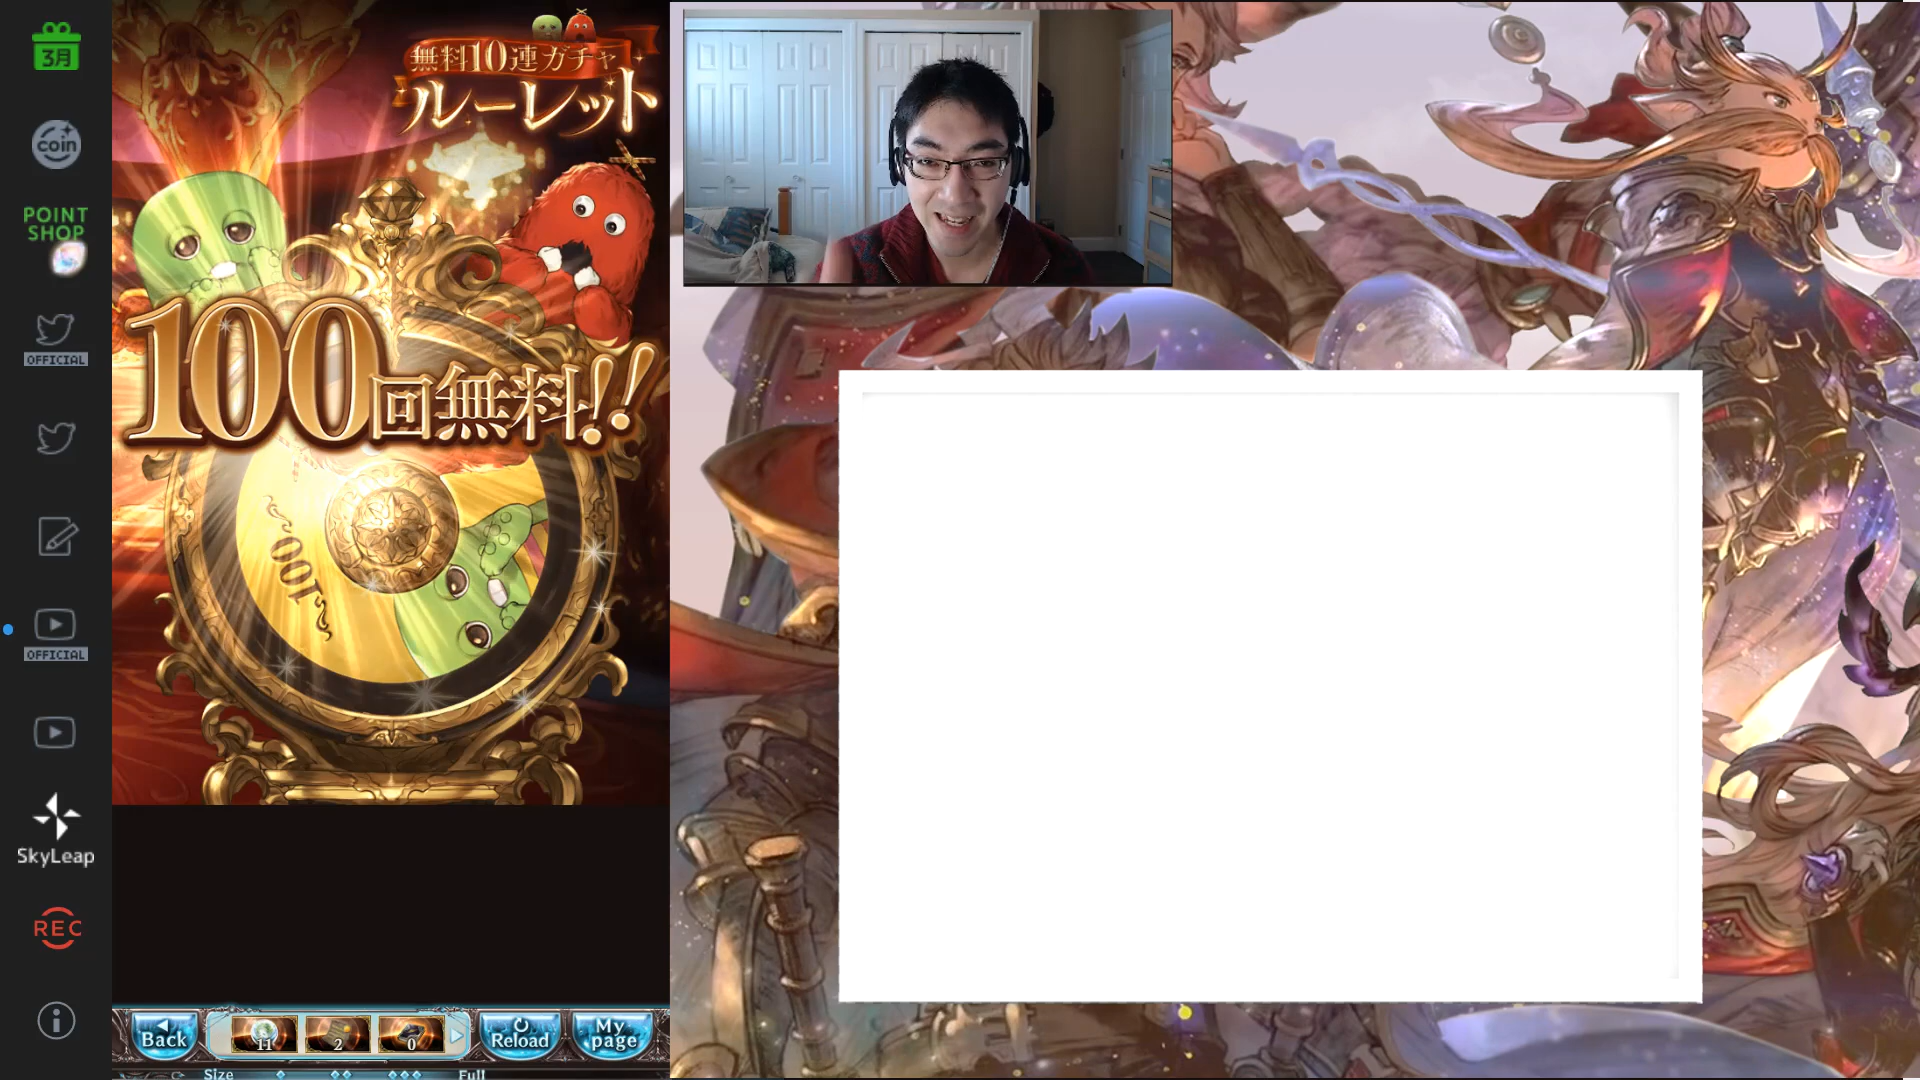 3月
coin
POINT
SHOP
OFFICIAL
OFFICIAL
SkyLeap
REC
無料10連ガチャ
ルーレット
100回無料!!
100
Back
11
2
0
Reload
My
page
Size
Full